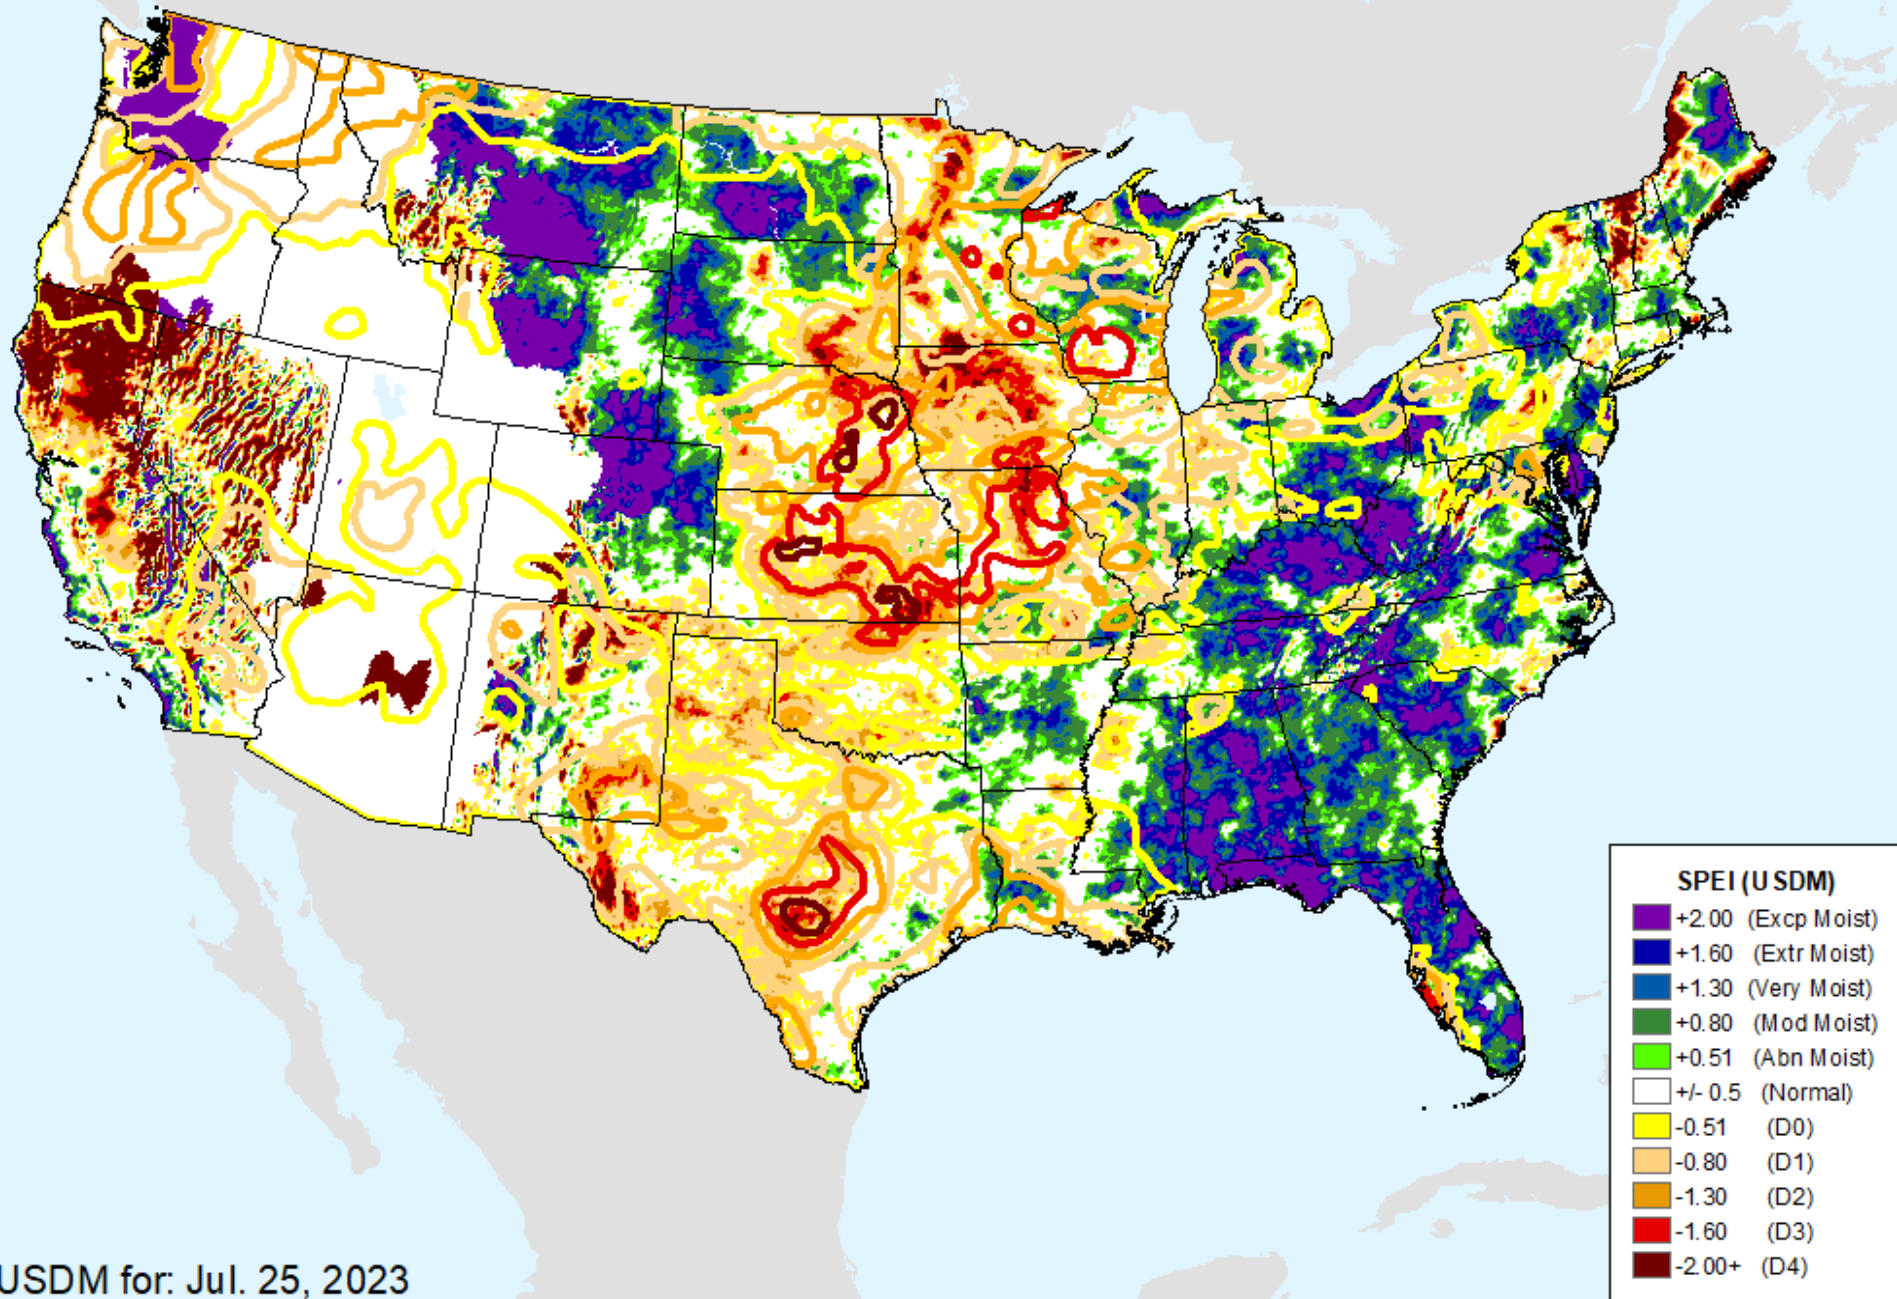 SPEI (USDM)
+2.00 (Excp Moist)
+1.60 (Extr Moist)
+1.30 (Very Moist)
+0.80 (Mod Moist)
+0.51 (Abn Moist)
+/- 0.5 (Normal)
-0.51 (D0)
-0.80 (D1)
-1.30 (D2)
-1.60 (D3)
-2.00+ (D4)
USDM for: Jul. 25, 2023